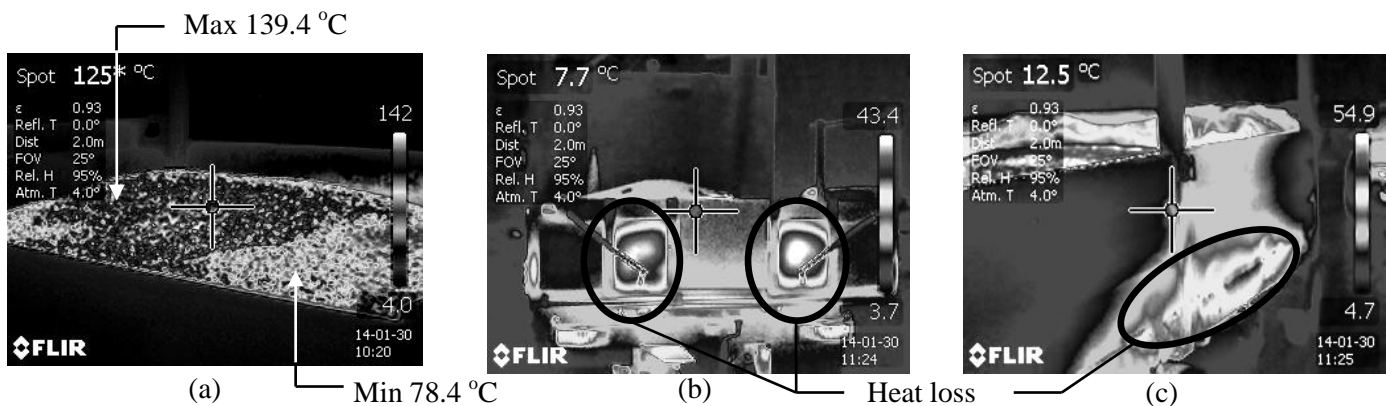 Max 139.4 °C
Spot 125* °C
ε 0.93
Refl. T 0.0°
Dist 2.0m
FOV 25°
Rel. H 95%
Atm. T 4.0°
142
4.0
◊FLIR
14-01-30
10:20
Min 78.4 °C
(a)
Spot 7.7 °C
ε 0.93
Refl. T 0.0°
Dist 2.0m
FOV 25°
Rel. H 95%
Atm. T 4.0°
43.4
3.7
◊FLIR
14-01-30
11:24
(b)
Heat loss
Spot 12.5 °C
ε 0.93
Refl. T 0.0°
Dist 2.0m
FOV 25°
Rel. H 95%
Atm. T 4.0°
54.9
4.7
◊FLIR
14-01-30
11:25
(c)